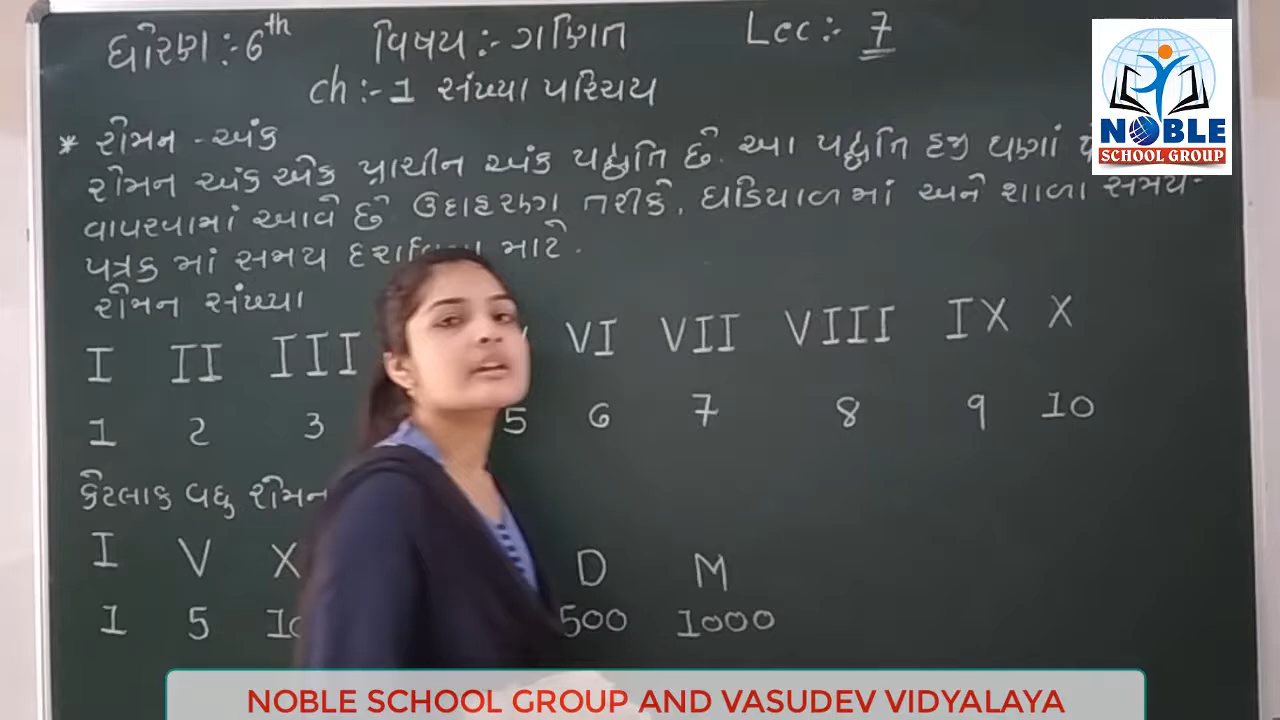 ધોરણ :- 6th વિષય :- ગણિત Lec :- 7
ch :- 1 સંખ્યા પરિચય
* રોમન - અંક
રોમન અંક એક પ્રાચીન અંક પદ્ધતિ છે. આ પદ્ધતિ હજી ઘણાં
વાપરવામાં આવે છે ઉદાહરણ તરીકે, ઘડિયાળમાં અને શાળા સમય-
પત્રક માં સમય માટે.
રોમન સંખ્યા
I II III VI VII VIII IX X
1 2 3 5 6 7 8 9 10
કેટલાક વધુ રોમન
I V X D M
1 5 10 500 1000
NOBLE
SCHOOL GROUP
NOBLE SCHOOL GROUP AND VASUDEV VIDYALAYA